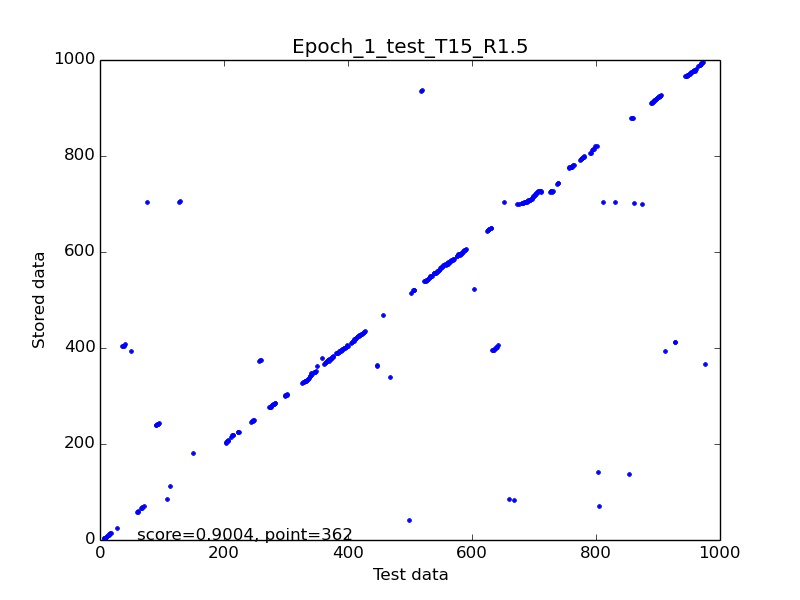 Epoch_1_test_T15_R1.5
1000
800
600
400
200
0
Stored data
score=0.9004, point=362
0 200 400 600 800 1000
Test data